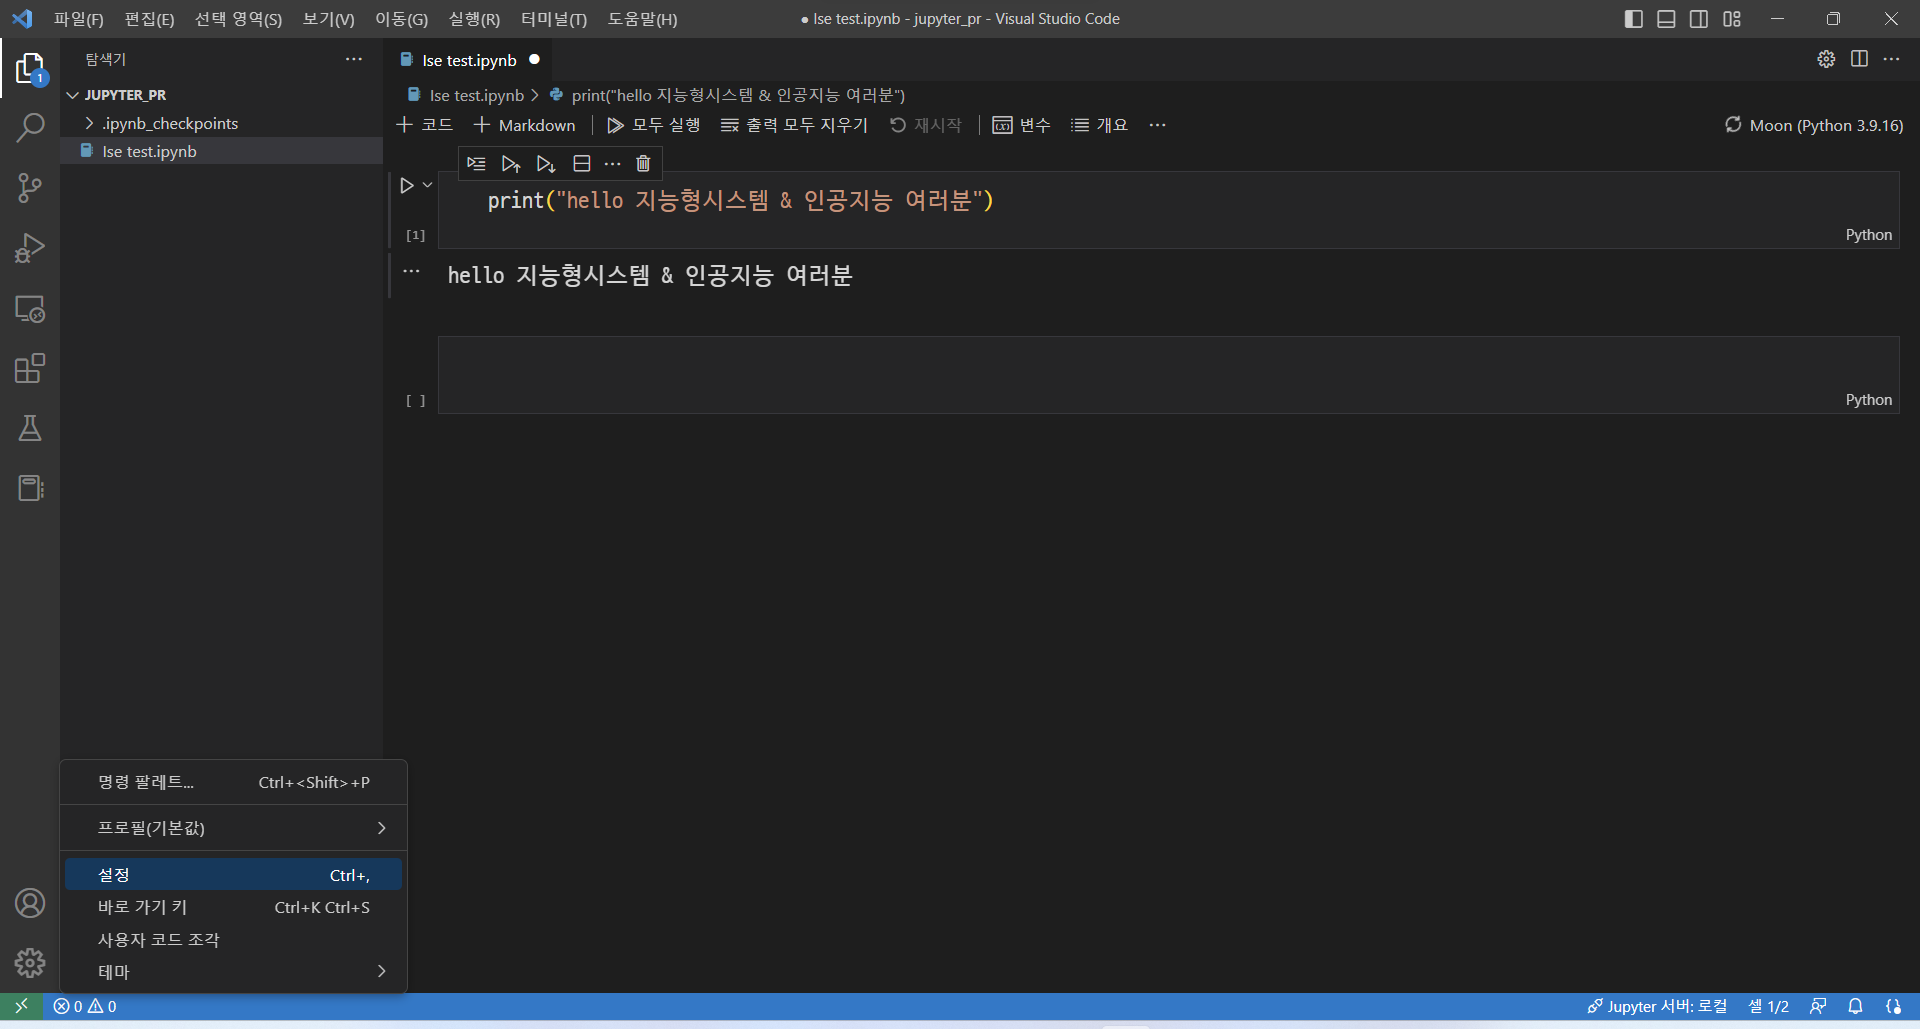 파일(F) 편집(E) 선택 영역(S) 보기(V) 이동(G) 실행(R) 터미널(T) 도움말(H)
● Ise test.ipynb - jupyter_pr - Visual Studio Code
탐색기
1
JUPYTER_PR
.ipynb_checkpoints
Ise test.ipynb
Ise test.ipynb ●
Ise test.ipynb > print("hello 지능형시스템 & 인공지능 여러분")
코드 Markdown 모두 실행 출력 모두 지우기 재시작 변수 개요 ···
Moon (Python 3.9.16)
print("hello 지능형시스템 & 인공지능 여러분")
[1]
Python
hello 지능형시스템 & 인공지능 여러분
[ ]
Python
명령 팔레트... Ctrl+<Shift>+P
프로필(기본값)
설정 Ctrl+,
바로 가기 키 Ctrl+K Ctrl+S
사용자 코드 조각
테마
0 0
Jupyter 서버: 로컬 셀 1/2